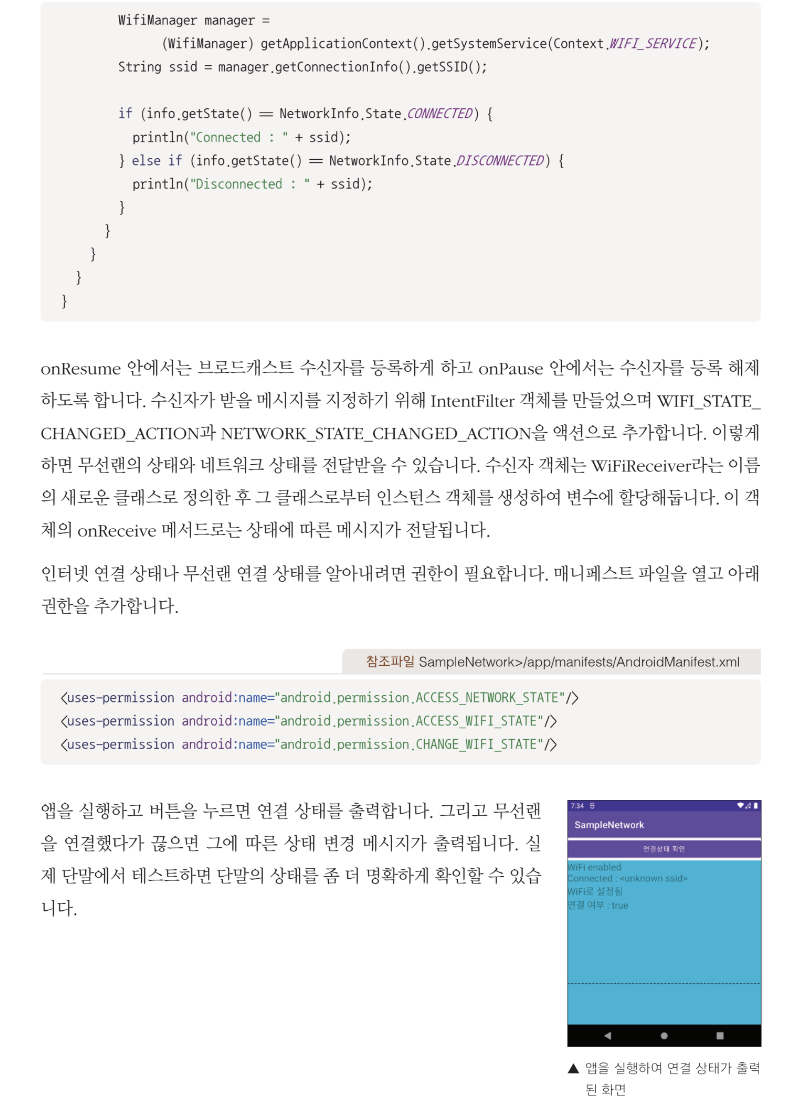 WifiManager manager =
(WifiManager) getApplicationContext().getSystemService(Context.WIFI_SERVICE);
String ssid = manager.getConnectionInfo().getSSID();
if (info.getState() == NetworkInfo.State.CONNECTED) {
println("Connected : " + ssid);
} else if (info.getState() == NetworkInfo.State.DISCONNECTED) {
println("Disconnected : " + ssid);
}
}
}
}
}
onResume 안에서는 브로드캐스트 수신자를 등록하게 하고 onPause 안에서는 수신자를 등록 해제
하도록 합니다. 수신자가 받을 메시지를 지정하기 위해 IntentFilter 객체를 만들었으며 WIFI_STATE_
CHANGED_ACTION과 NETWORK_STATE_CHANGED_ACTION을 액션으로 추가합니다. 이렇게
하면 무선랜의 상태와 네트워크 상태를 전달받을 수 있습니다. 수신자 객체는 WiFiReceiver라는 이름
의 새로운 클래스로 정의한 후 그 클래스로부터 인스턴스 객체를 생성하여 변수에 할당해둡니다. 이 객
체의 onReceive 메서드로는 상태에 따른 메시지가 전달됩니다.
인터넷 연결 상태나 무선랜 연결 상태를 알아내려면 권한이 필요합니다. 매니페스트 파일을 열고 아래
권한을 추가합니다.
참조파일 SampleNetwork>/app/manifests/AndroidManifest.xml
<uses-permission android:name="android.permission.ACCESS_NETWORK_STATE"/>
<uses-permission android:name="android.permission.ACCESS_WIFI_STATE"/>
<uses-permission android:name="android.permission.CHANGE_WIFI_STATE"/>
앱을 실행하고 버튼을 누르면 연결 상태를 출력합니다. 그리고 무선랜
을 연결했다가 끊으면 그에 따른 상태 변경 메시지가 출력됩니다. 실
제 단말에서 테스트하면 단말의 상태를 좀 더 명확하게 확인할 수 있습
니다.
7:34
SampleNetwork
연결상태 확인
WiFi enabled
Connected : <unknown ssid>
WiFi로 설정됨
연결 여부 : true
▲ 앱을 실행하여 연결 상태가 출력
된 화면